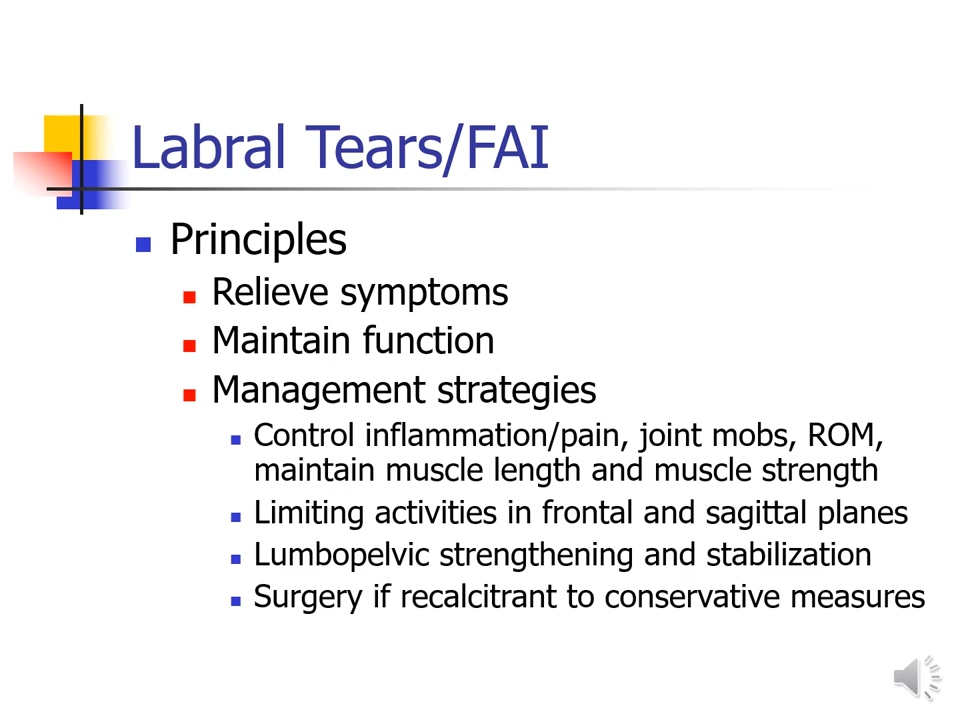 Labral Tears/FAI
Principles
Relieve symptoms
Maintain function
Management strategies
Control inflammation/pain, joint mobs, ROM,
maintain muscle length and muscle strength
Limiting activities in frontal and sagittal planes
Lumbopelvic strengthening and stabilization
Surgery if recalcitrant to conservative measures